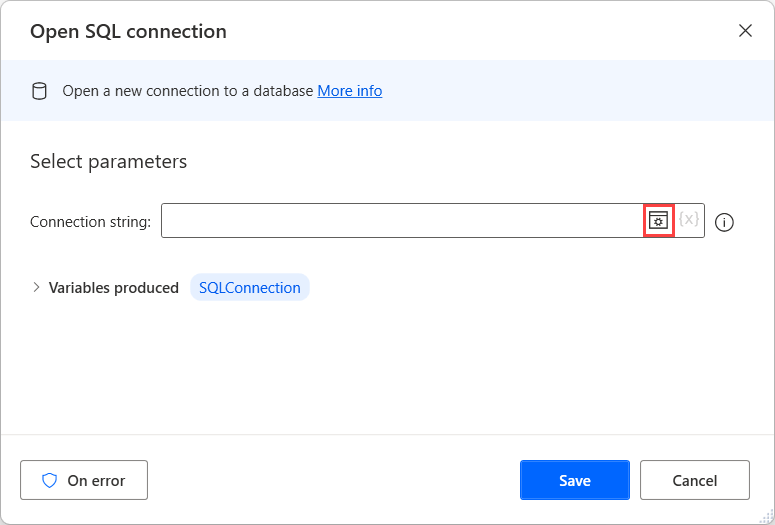 Open SQL connection
Open a new connection to a database More info
Select parameters
Connection string: {x}
Variables produced SQLConnection
On error Save Cancel